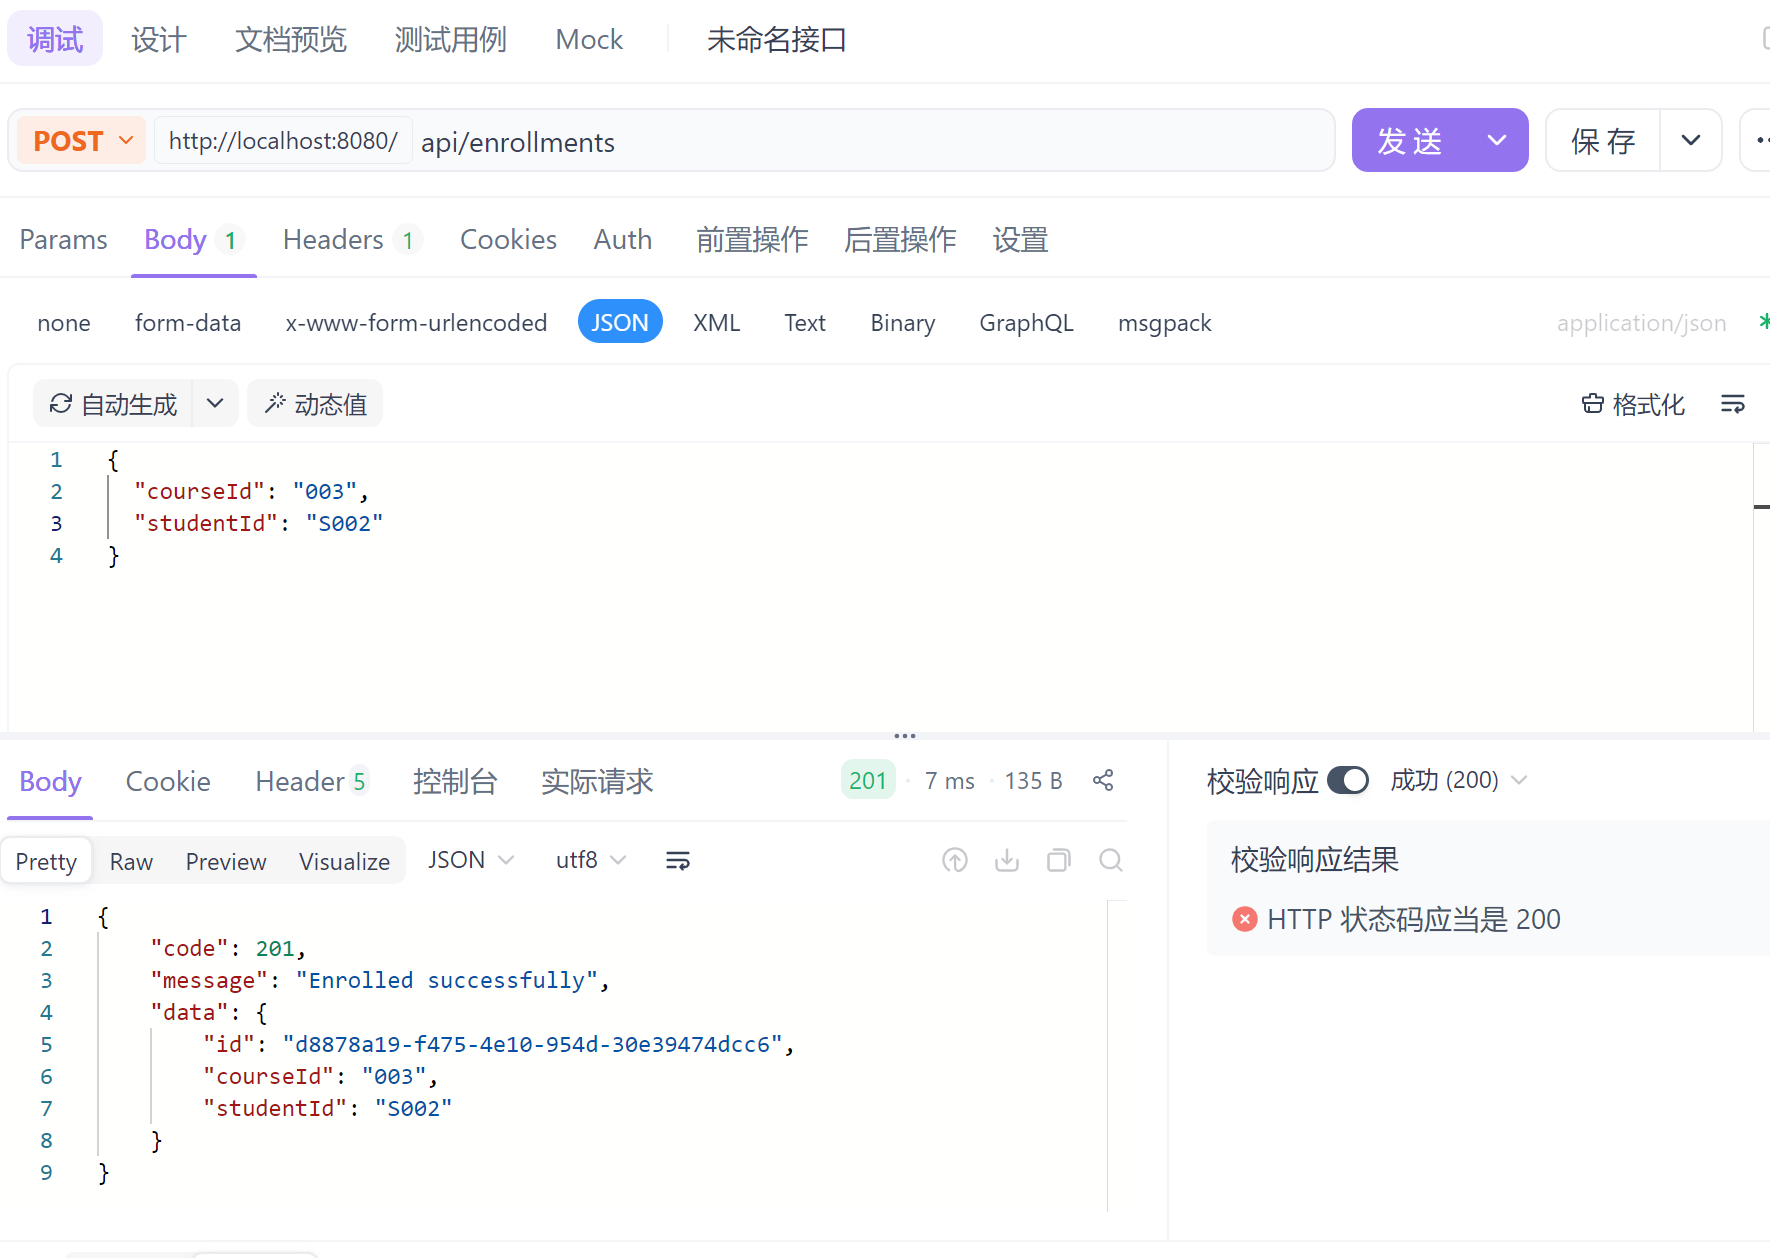 调试 设计 文档预览 测试用例 Mock 未命名接口
POST http://localhost:8080/ api/enrollments 发 送 保 存
Params Body 1 Headers 1 Cookies Auth 前置操作 后置操作 设置
none form-data x-www-form-urlencoded JSON XML Text Binary GraphQL msgpack application/json *
自动生成 动态值 格式化
1 {
2 "courseId": "003",
3 "studentId": "S002"
4 }
Body Cookie Header 5 控制台 实际请求 201 · 7 ms · 135 B 校验响应 成功 (200)
Pretty Raw Preview Visualize JSON utf8 校验响应结果
HTTP 状态码应当是 200
1 {
2 "code": 201,
3 "message": "Enrolled successfully",
4 "data": {
5 "id": "d8878a19-f475-4e10-954d-30e39474dcc6",
6 "courseId": "003",
7 "studentId": "S002"
8 }
9 }